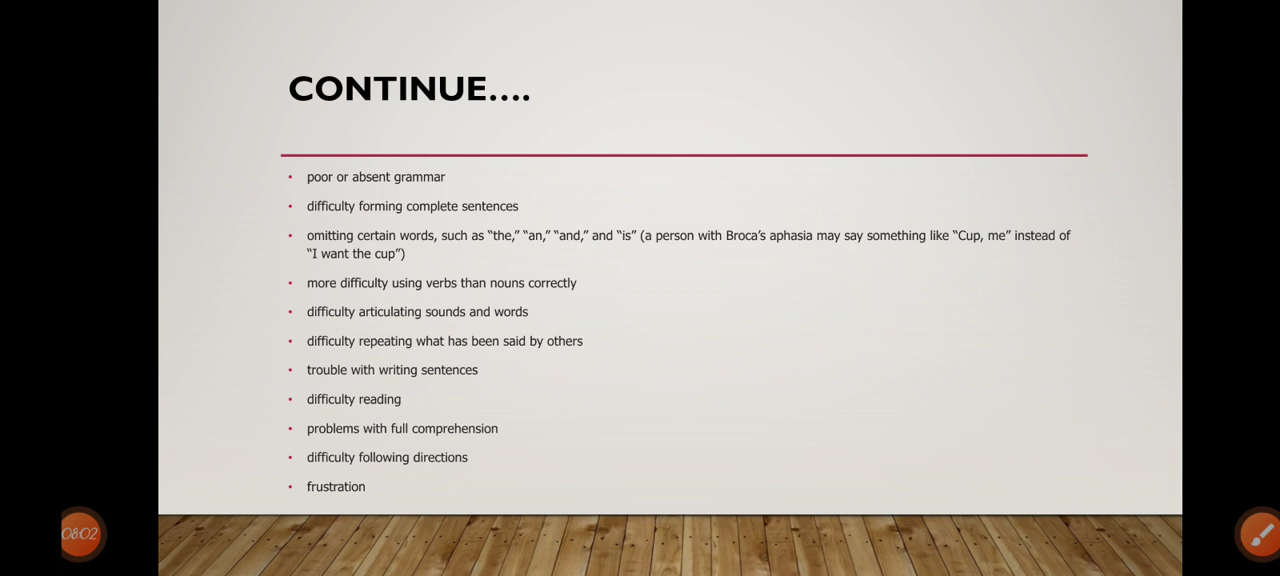 CONTINUE….
• poor or absent grammar
• difficulty forming complete sentences
• omitting certain words, such as “the,” “an,” “and,” and “is” (a person with Broca’s aphasia may say something like “Cup, me” instead of
“I want the cup”)
• more difficulty using verbs than nouns correctly
• difficulty articulating sounds and words
• difficulty repeating what has been said by others
• trouble with writing sentences
• difficulty reading
• problems with full comprehension
• difficulty following directions
• frustration
08:02